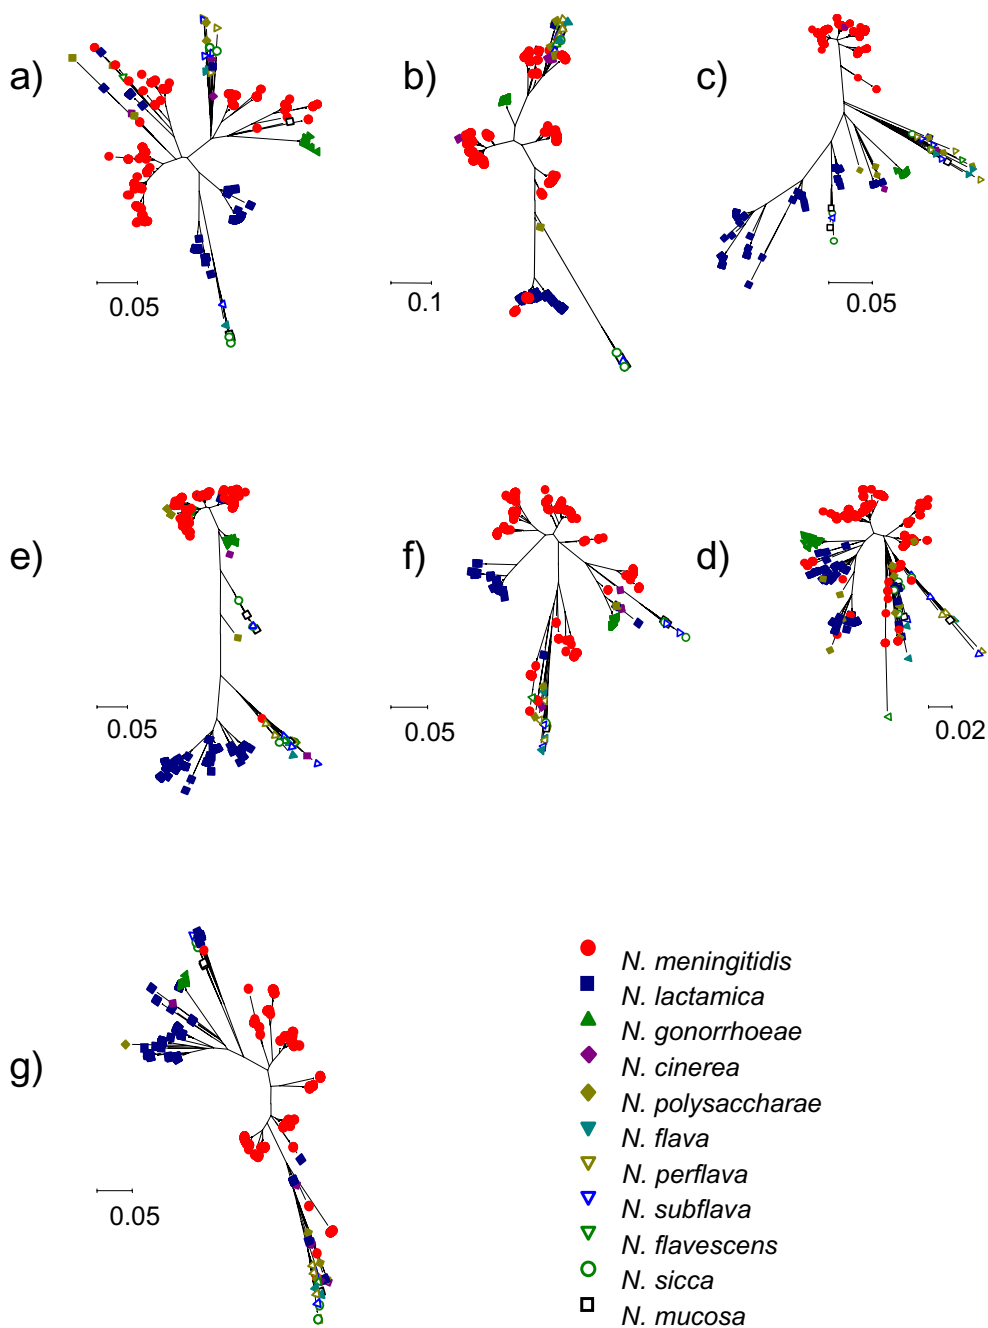 a)
b)
c)
0.05
0.1
0.05
e)
f)
d)
0.05
0.05
0.02
g)
0.05
N. meningitidis
N. lactamica
N. gonorrhoeae
N. cinerea
N. polysaccharae
N. flava
N. perflava
N. subflava
N. flavescens
N. sicca
N. mucosa